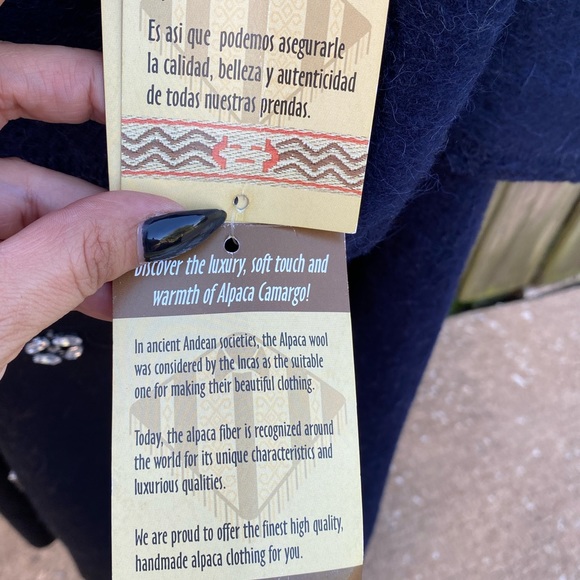 Es asi que podemos asegurarle
la calidad, belleza y autenticidad
de todas nuestras prendas.
Discover the luxury, soft touch and
warmth of Alpaca Camargo!
In ancient Andean societies, the Alpaca wool
was considered by the Incas as the suitable
one for making their beautiful clothing.
Today, the alpaca fiber is recognized around
the world for its unique characteristics and
luxurious qualities.
We are proud to offer the finest high quality,
handmade alpaca clothing for you.